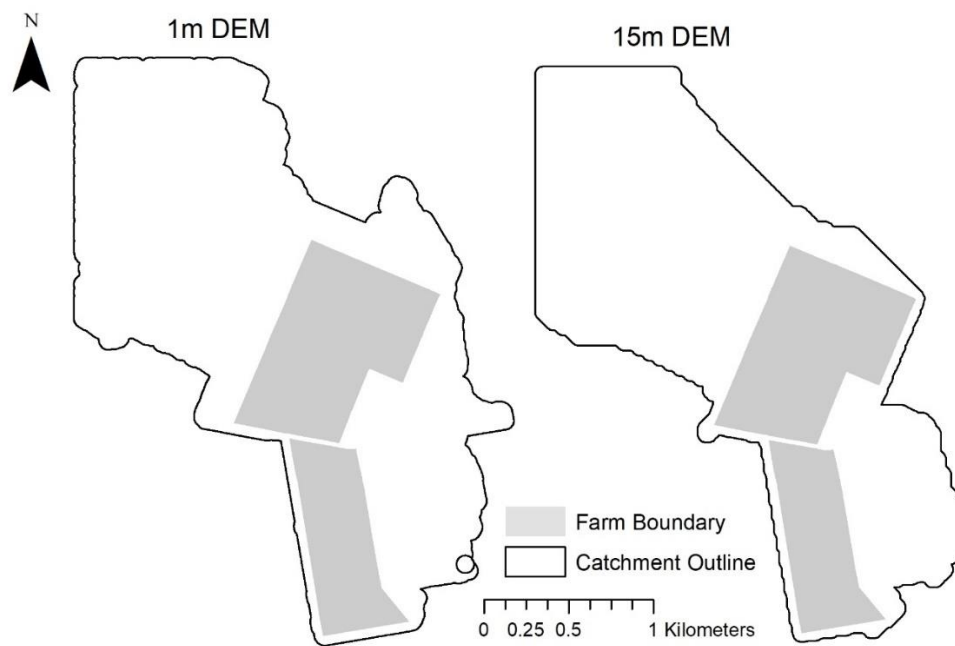 N
1m DEM
15m DEM
Farm Boundary
Catchment Outline
0 0.25 0.5 1 Kilometers